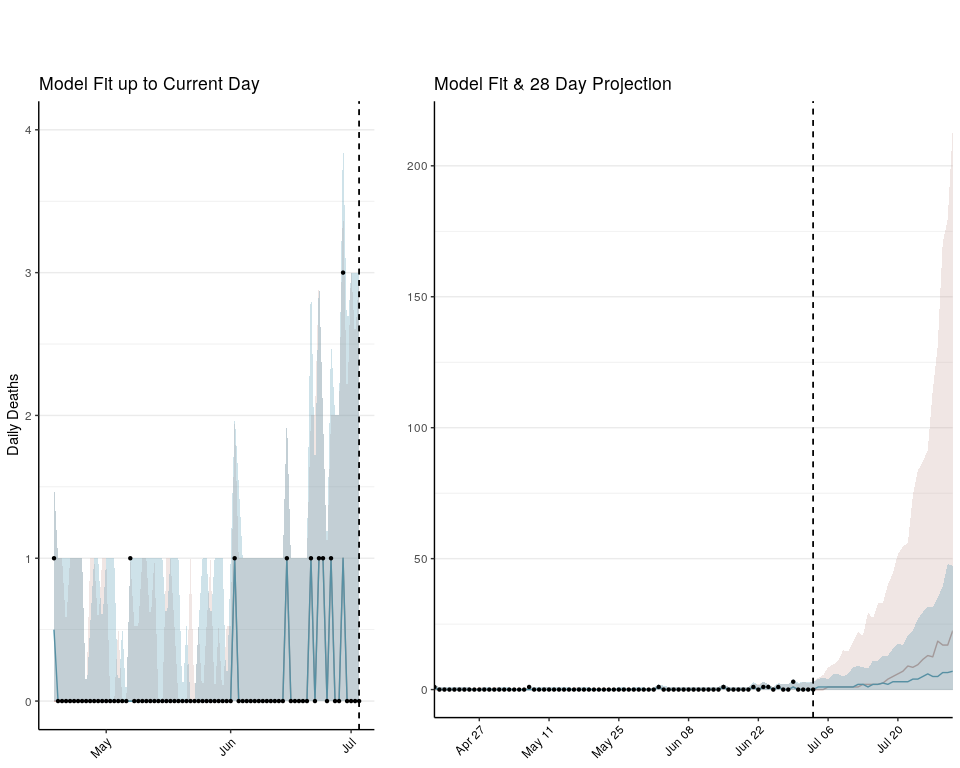 Model Fit up to Current Day
Daily Deaths
4
3
2
1
0
May
Jun
Jul
Model Fit & 28 Day Projection
200
150
100
50
0
Apr 27
May 11
May 25
Jun 08
Jun 22
Jul 06
Jul 20